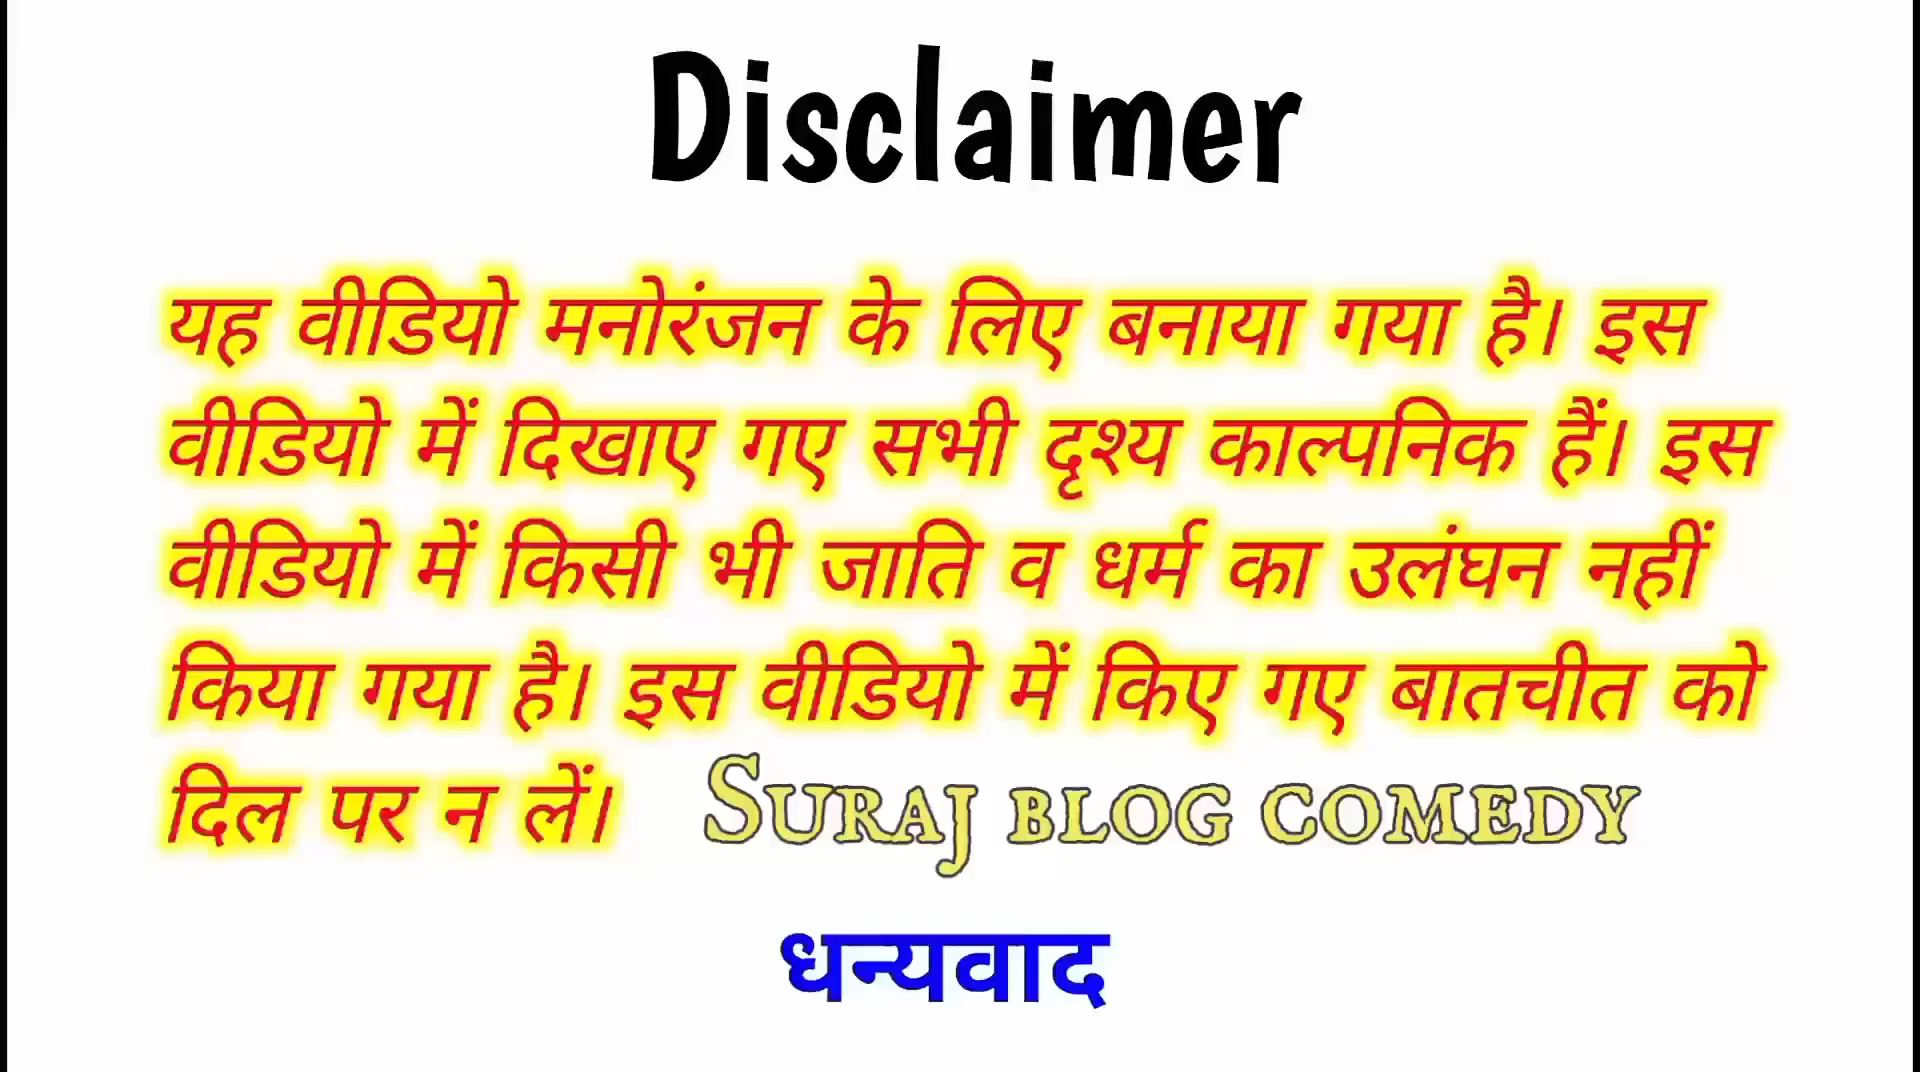 Disclaimer
यह वीडियो मनोरंजन के लिए बनाया गया है। इस
वीडियो में दिखाए गए सभी दृश्य काल्पनिक हैं। इस
वीडियो में किसी भी जाति व धर्म का उलंघन नहीं
किया गया है। इस वीडियो में किए गए बातचीत को
दिल पर न लें। SURAJ BLOG COMEDY
धन्यवाद